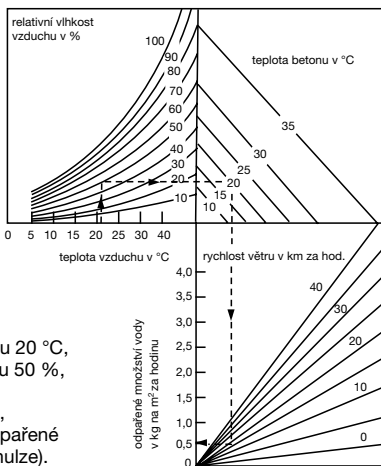 relativní vlhkost
vzduchu v %
100
90
80
70
60
50
40
30
20
10
teplota betonu v °C
35
30
25
20
15
10
0 5 10 15 20 25 30 40
teplota vzduchu v °C
rychlost větru v km za hod.
4,0
3,5
3,0
2,5
2,0
1,5
1,0
0,5
0
odpařené množství vody
v kg na m² za hodinu
40
30
20
10
0
u 20 °C,
u 50 %,
,
pařené
nulze).